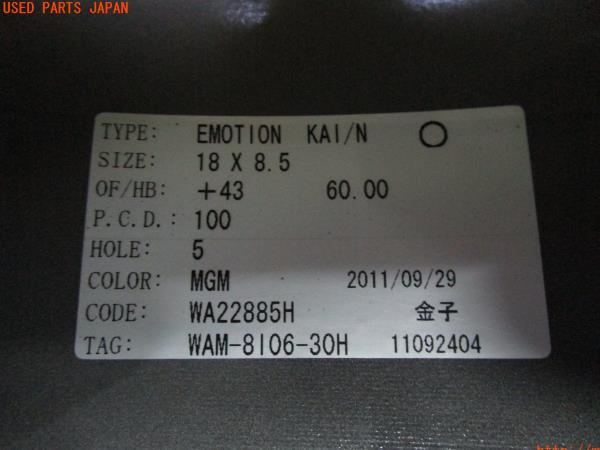 USED PARTS JAPAN
TYPE: EMOTION KAI/N ○
SIZE: 18 X 8.5
OF/HB: +43 60.00
P.C.D.: 100
HOLE: 5
COLOR: MGM 2011/09/29
CODE: WA22885H 金子
TAG: WAM-8106-30H 11092404